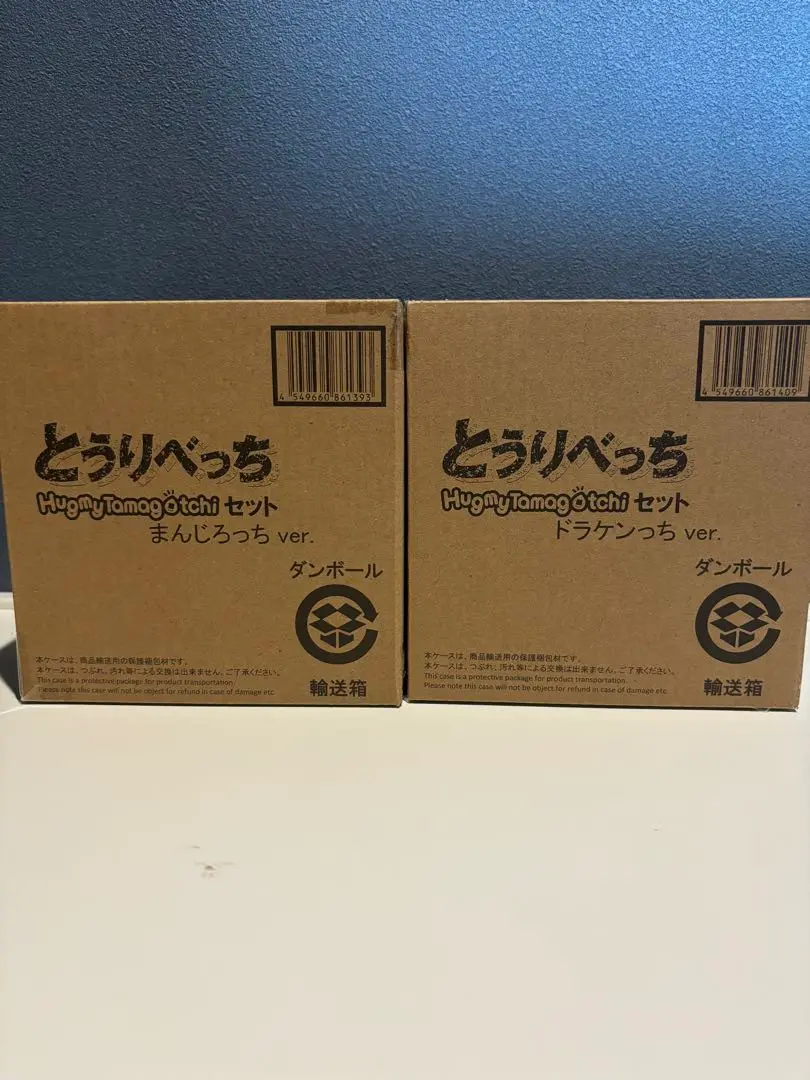 4 549660 861393
とうりべっち
HugmyTamagotchi セット
まんじろっち ver.
ダンボール
本ケースは、商品輸送用の保護梱包材です。
本ケースは、つぶれ、汚れ等による交換は出来ません。ご了承ください。
This case is a protective package for product transportation.
Please note this case will not be object for refund in case of damage etc.
輸送箱
4 549660 861409
とうりべっち
HugmyTamagotchi セット
ドラケンっち ver.
ダンボール
本ケースは、商品輸送用の保護梱包材です。
本ケースは、つぶれ、汚れ等による交換は出来ません。ご了承ください。
This case is a protective package for product transportation.
Please note this case will not be object for refund in case of damage etc.
輸送箱